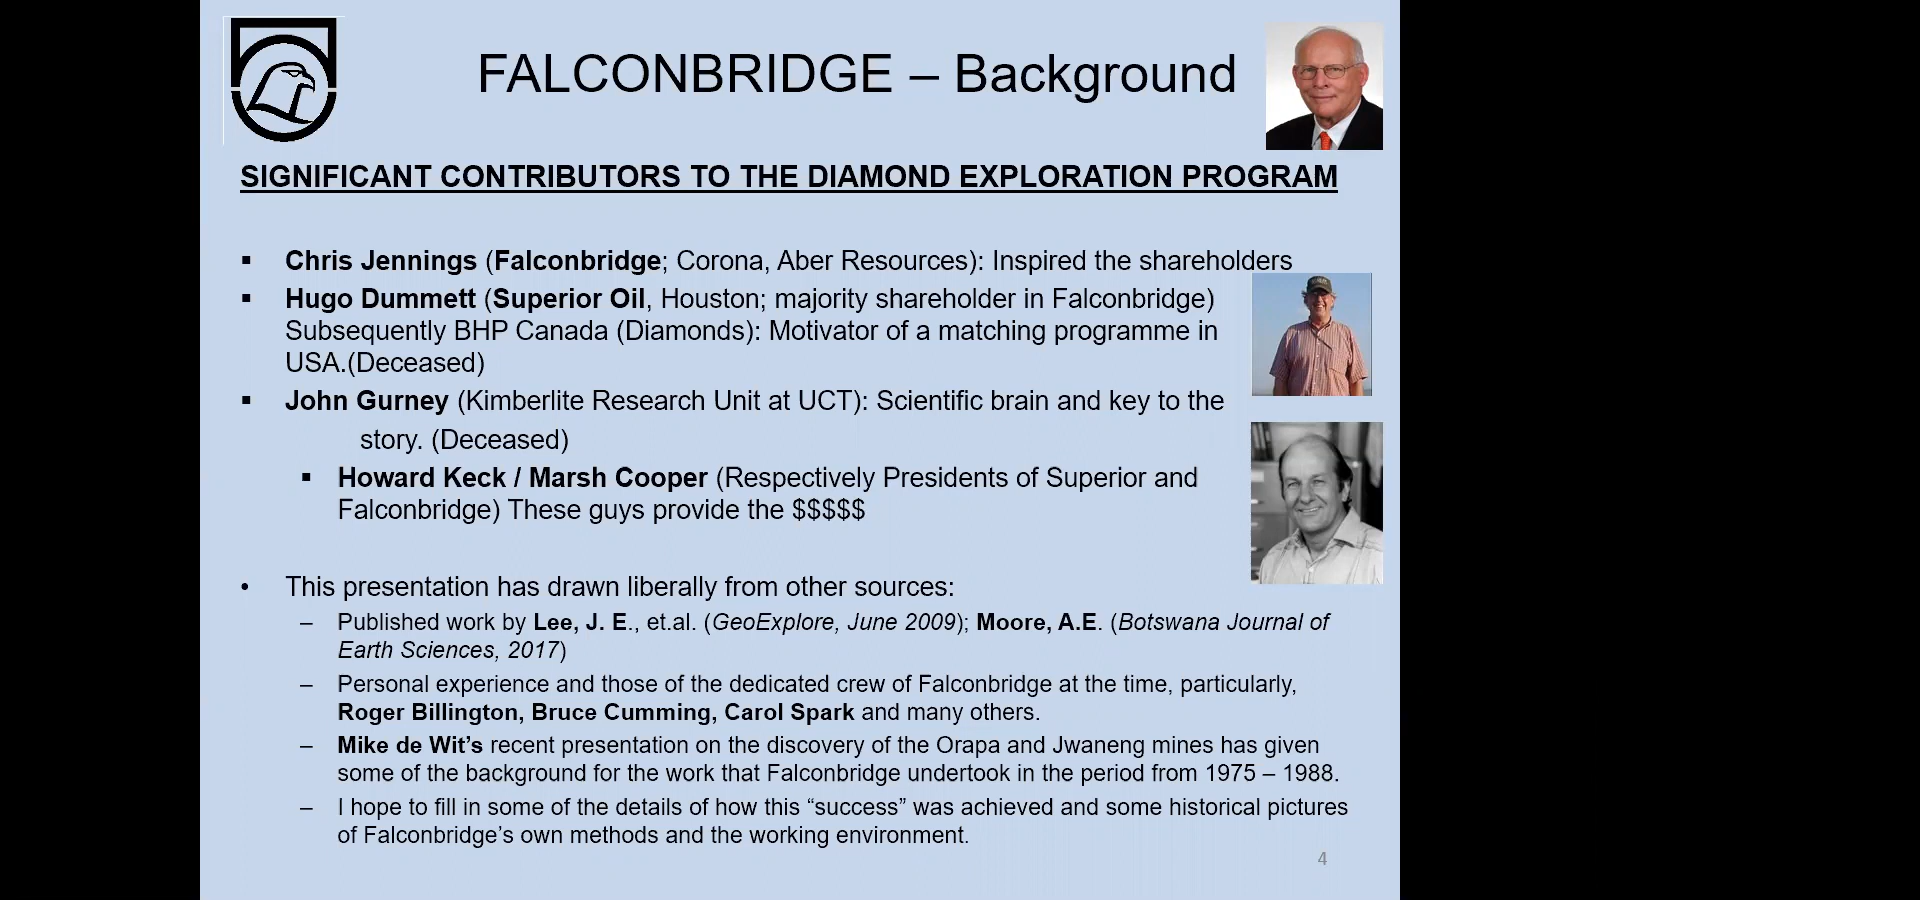 FALCONBRIDGE – Background
SIGNIFICANT CONTRIBUTORS TO THE DIAMOND EXPLORATION PROGRAM
▪ Chris Jennings (Falconbridge; Corona, Aber Resources): Inspired the shareholders
▪ Hugo Dummett (Superior Oil, Houston; majority shareholder in Falconbridge)
Subsequently BHP Canada (Diamonds): Motivator of a matching programme in
USA.(Deceased)
▪ John Gurney (Kimberlite Research Unit at UCT): Scientific brain and key to the
story. (Deceased)
▪ Howard Keck / Marsh Cooper (Respectively Presidents of Superior and
Falconbridge) These guys provide the $$$$$
• This presentation has drawn liberally from other sources:
– Published work by Lee, J. E., et.al. (GeoExplore, June 2009); Moore, A.E. (Botswana Journal of
Earth Sciences, 2017)
– Personal experience and those of the dedicated crew of Falconbridge at the time, particularly,
Roger Billington, Bruce Cumming, Carol Spark and many others.
– Mike de Wit’s recent presentation on the discovery of the Orapa and Jwaneng mines has given
some of the background for the work that Falconbridge undertook in the period from 1975 – 1988.
– I hope to fill in some of the details of how this “success” was achieved and some historical pictures
of Falconbridge’s own methods and the working environment.
4